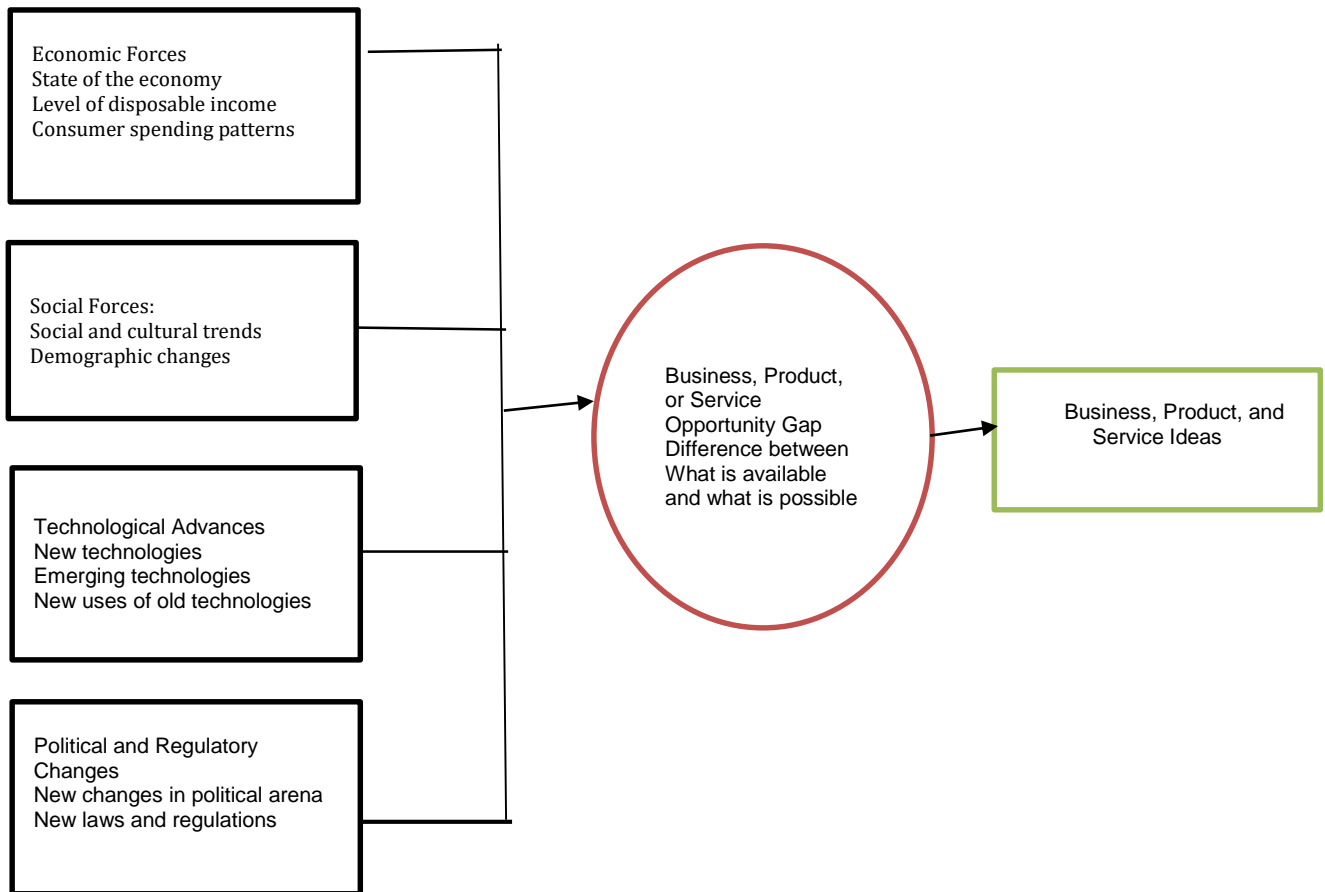 Economic Forces
State of the economy
Level of disposable income
Consumer spending patterns
Social Forces:
Social and cultural trends
Demographic changes
Technological Advances
New technologies
Emerging technologies
New uses of old technologies
Political and Regulatory
Changes
New changes in political arena
New laws and regulations
Business, Product,
or Service
Opportunity Gap
Difference between
What is available
and what is possible
Business, Product, and
Service Ideas